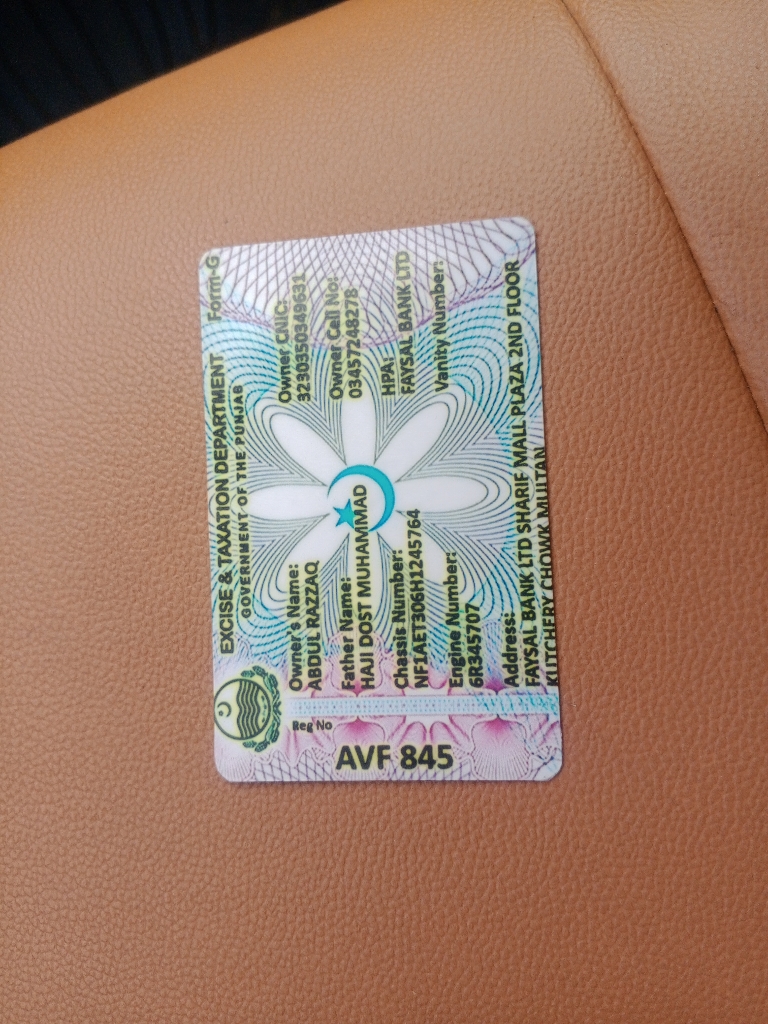 EXCISE & TAXATION DEPARTMENT Form-G
GOVERNMENT OF THE PUNJAB
Owner's Name:
ABDUL RAZZAQ
Owner CNIC:
3230350349631
Father Name:
HAJI DOST MUHAMMAD
Owner Cell No:
03457248278
Chassis Number:
NF1AET306H1245764
HPA:
FAYSAL BANK LTD
Engine Number:
6R345707
Vanity Number:
Address:
FAYSAL BANK LTD SHARIF MALL PLAZA 2ND FLOOR
KUTCHERY CHOWK MULTAN
Reg No
AVF 845